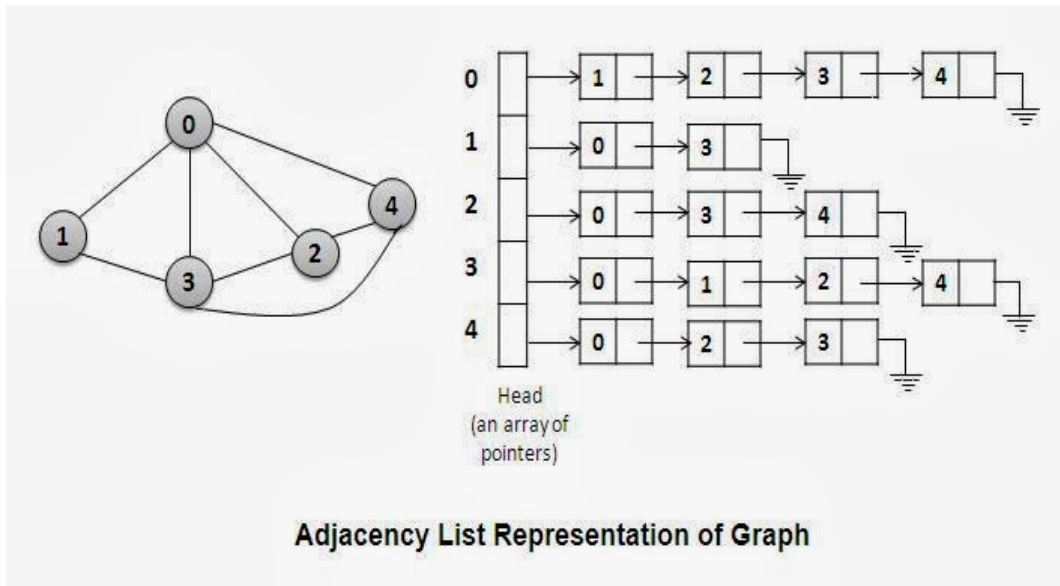 0
1
2
3
4
0 1 2 3 4
1 0 3
2 0 3 4
3 0 1 2 4
4 0 2 3
Head
(an array of
pointers)
Adjacency List Representation of Graph